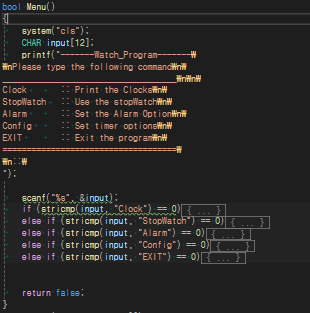 bool Menu()
{
system("cls");
CHAR input[12];
printf("-------Watch_Program-------₩
₩nPlease type the following command₩n₩
___________________________________₩n₩n₩
Clock :: Print the Clocks₩n₩
StopWatch :: Use the stopWatch₩n₩
Alarm :: Set the Alarm Option₩n₩
Config :: Set timer options₩n₩
EXIT :: Exit the program₩n₩
===================================₩
₩n::₩
");
scanf("%s", &input);
if (stricmp(input, "Clock") == 0){ ... }
else if (stricmp(input, "StopWatch") == 0){ ... }
else if (stricmp(input, "Alarm") == 0){ ... }
else if (stricmp(input, "Config") == 0){ ... }
else if (stricmp(input, "EXIT") == 0){ ... }
return false;
}